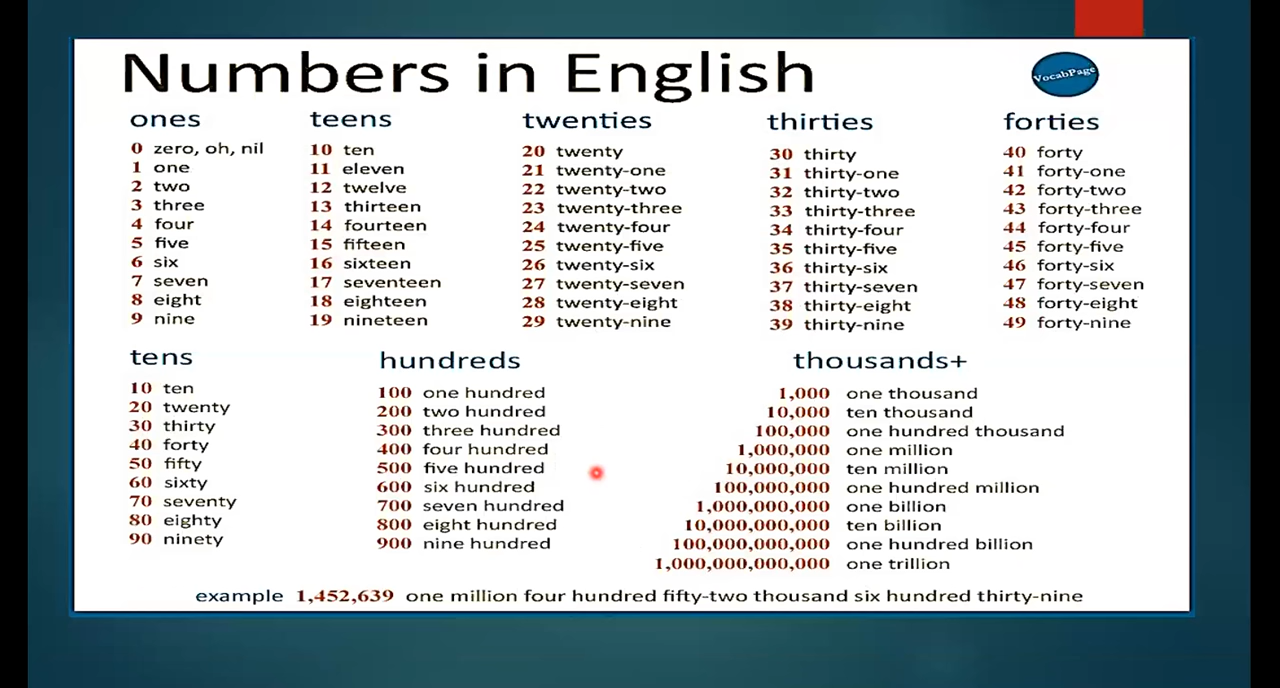 Numbers in English
VocabPage
ones
0 zero, oh, nil
1 one
2 two
3 three
4 four
5 five
6 six
7 seven
8 eight
9 nine
teens
10 ten
11 eleven
12 twelve
13 thirteen
14 fourteen
15 fifteen
16 sixteen
17 seventeen
18 eighteen
19 nineteen
twenties
20 twenty
21 twenty-one
22 twenty-two
23 twenty-three
24 twenty-four
25 twenty-five
26 twenty-six
27 twenty-seven
28 twenty-eight
29 twenty-nine
thirties
30 thirty
31 thirty-one
32 thirty-two
33 thirty-three
34 thirty-four
35 thirty-five
36 thirty-six
37 thirty-seven
38 thirty-eight
39 thirty-nine
forties
40 forty
41 forty-one
42 forty-two
43 forty-three
44 forty-four
45 forty-five
46 forty-six
47 forty-seven
48 forty-eight
49 forty-nine
tens
10 ten
20 twenty
30 thirty
40 forty
50 fifty
60 sixty
70 seventy
80 eighty
90 ninety
hundreds
100 one hundred
200 two hundred
300 three hundred
400 four hundred
500 five hundred
600 six hundred
700 seven hundred
800 eight hundred
900 nine hundred
thousands+
1,000 one thousand
10,000 ten thousand
100,000 one hundred thousand
1,000,000 one million
10,000,000 ten million
100,000,000 one hundred million
1,000,000,000 one billion
10,000,000,000 ten billion
100,000,000,000 one hundred billion
1,000,000,000,000 one trillion
example 1,452,639 one million four hundred fifty-two thousand six hundred thirty-nine